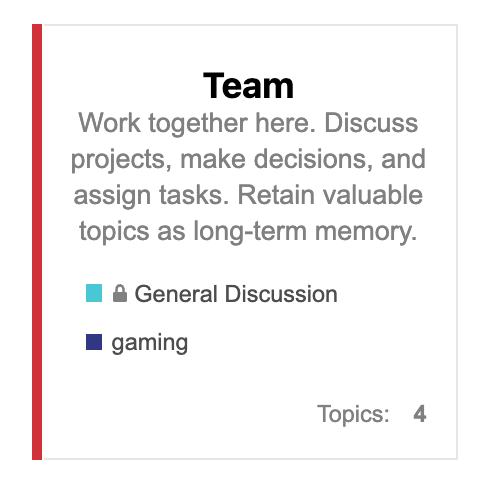 Team
Work together here. Discuss
projects, make decisions, and
assign tasks. Retain valuable
topics as long-term memory.
General Discussion
gaming
Topics: 4